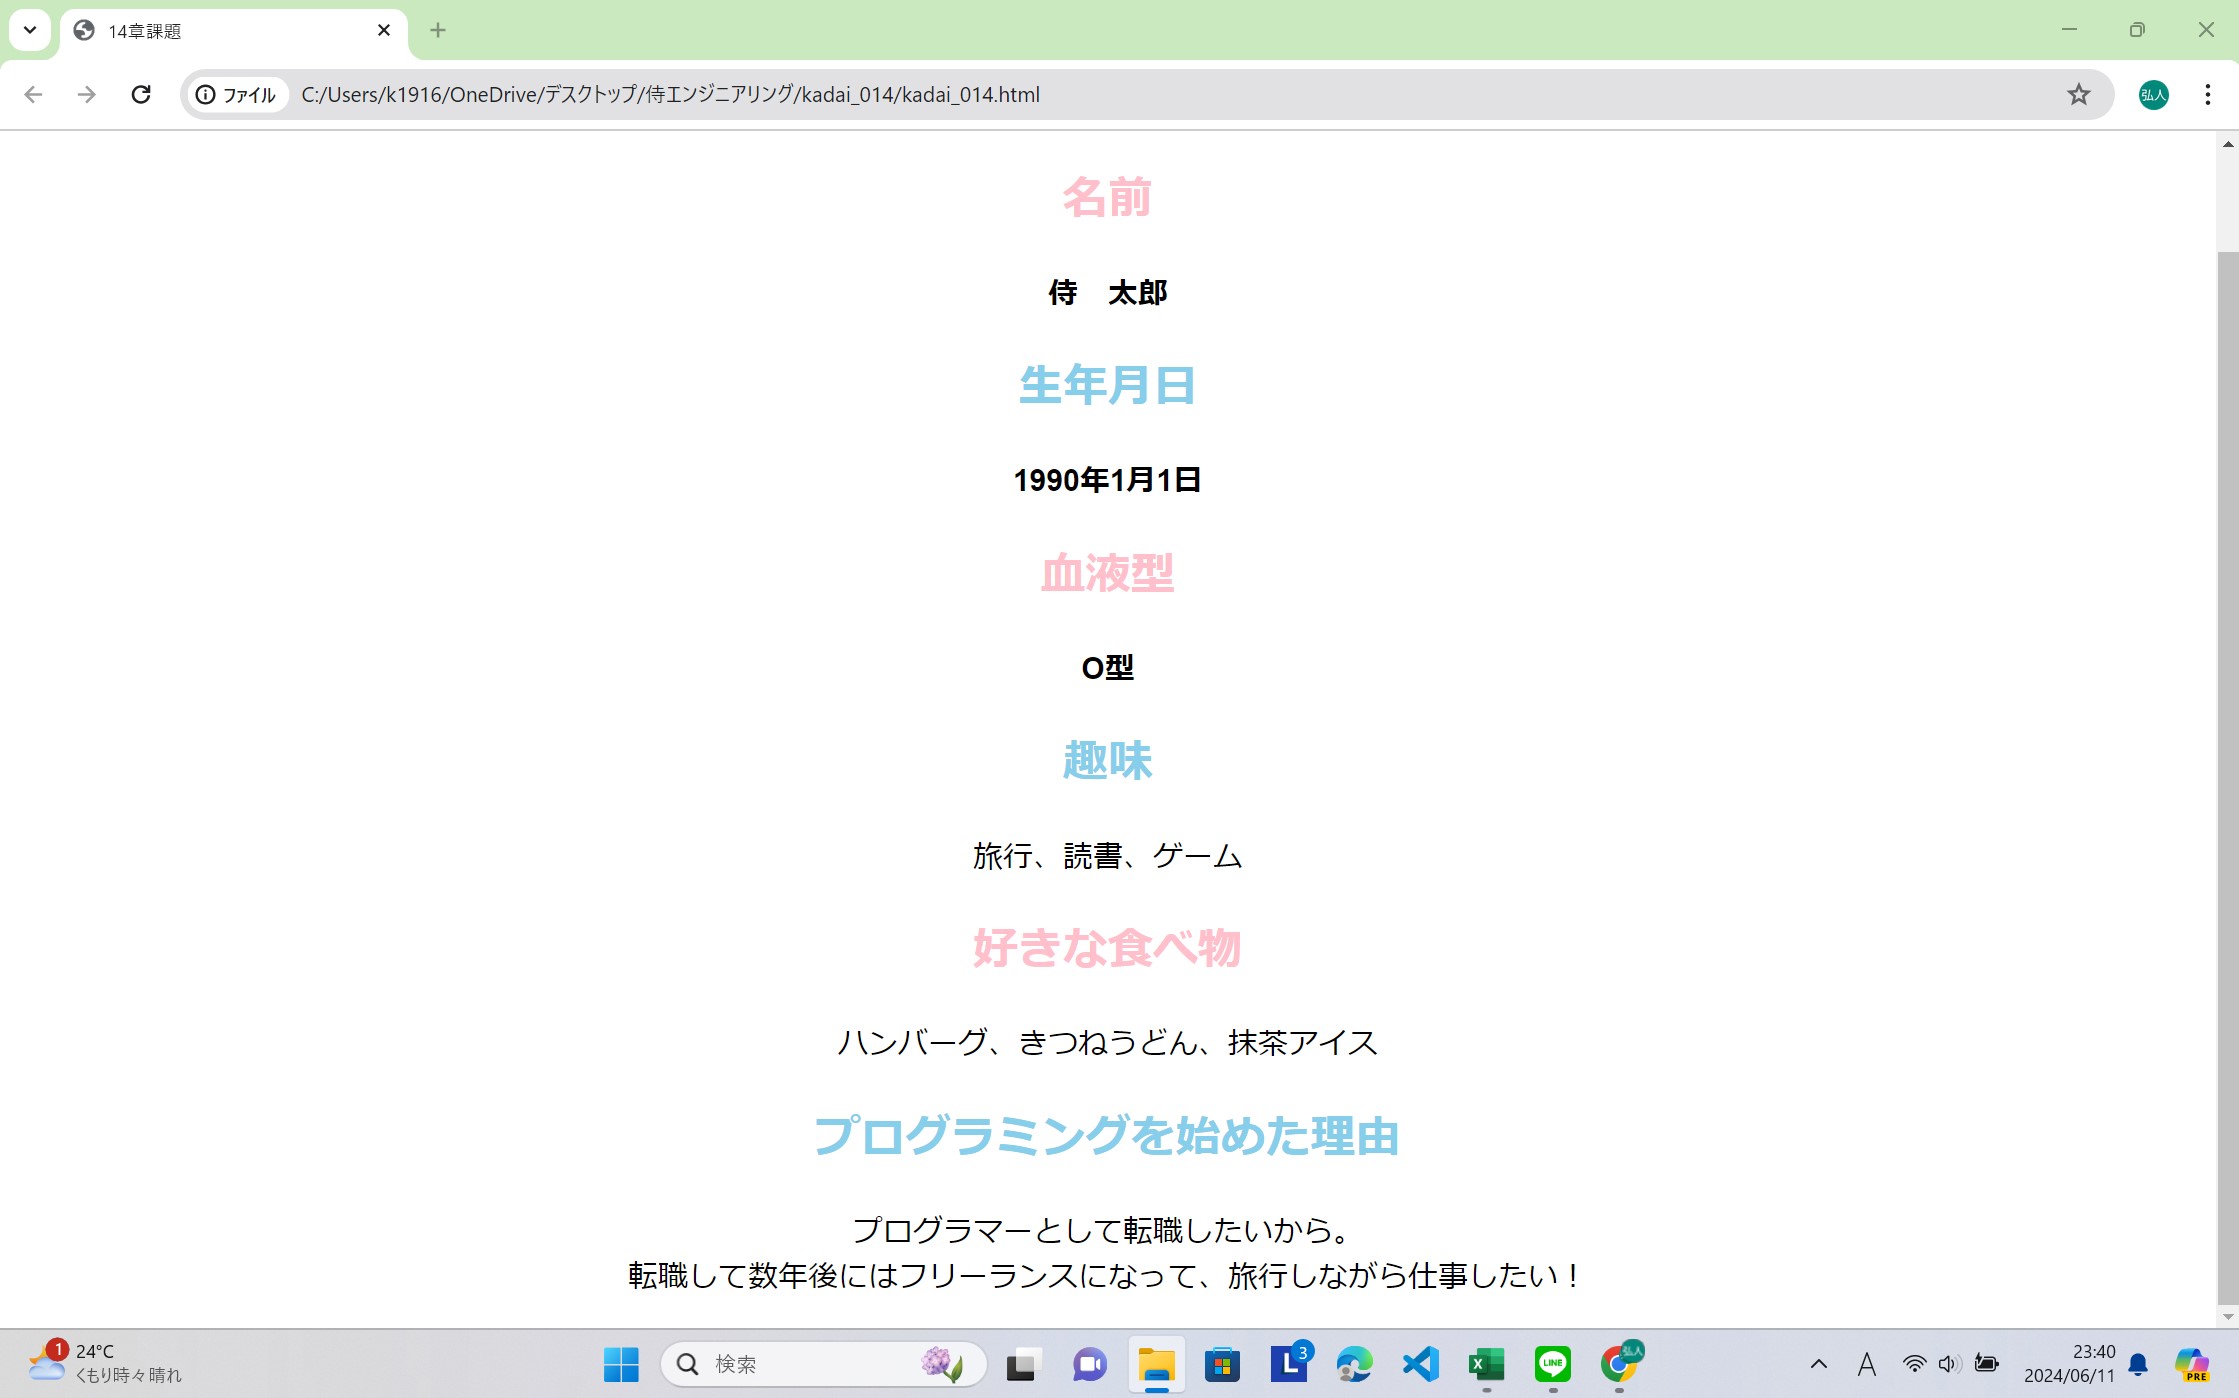 14章課題
ファイル
C:/Users/k1916/OneDrive/デスクトップ/侍エンジニアリング/kadai_014/kadai_014.html
弘人
名前
侍　太郎
生年月日
1990年1月1日
血液型
O型
趣味
旅行、読書、ゲーム
好きな食べ物
ハンバーグ、きつねうどん、抹茶アイス
プログラミングを始めた理由
プログラマーとして転職したいから。
転職して数年後にはフリーランスになって、旅行しながら仕事したい！
1
24°C
くもり時々晴れ
検索
L
3
X
LINE
弘人
A
23:40
2024/06/11
PRE